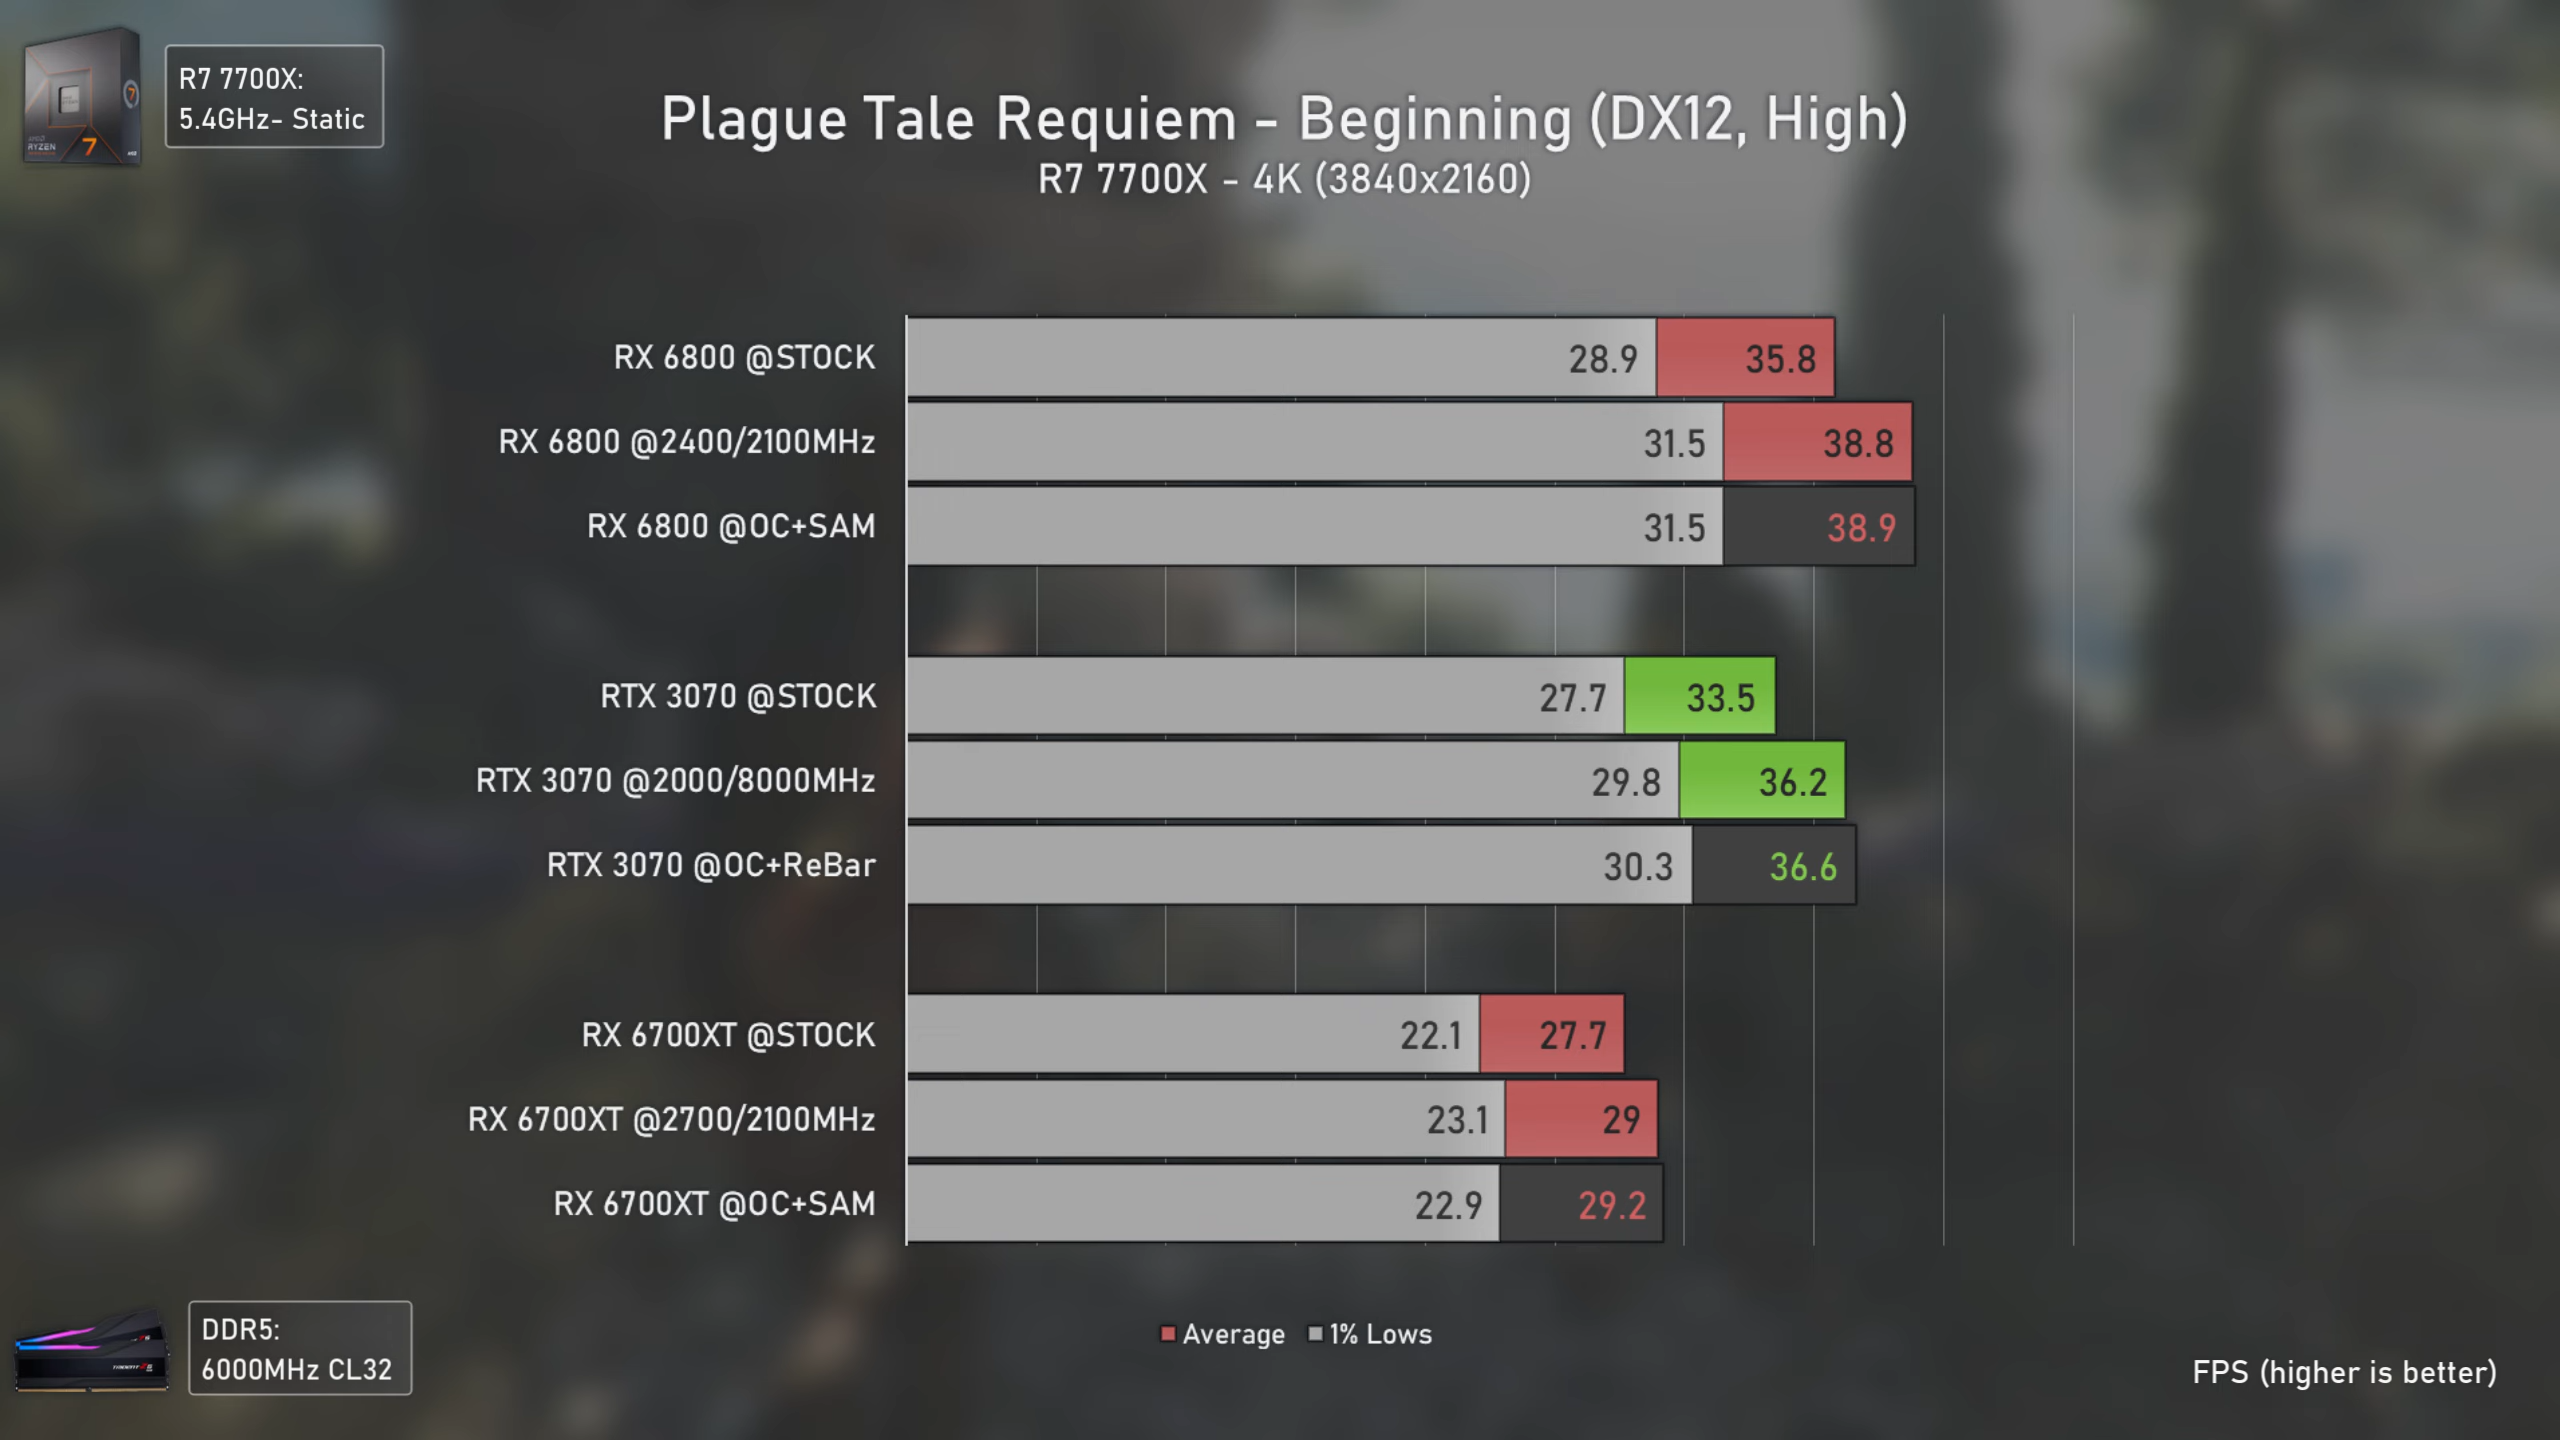 R7 7700X:
5.4GHz- Static
AMD
RYZEN
7
Plague Tale Requiem - Beginning (DX12, High)
R7 7700X - 4K (3840x2160)
RX 6800 @STOCK
28.9
35.8
RX 6800 @2400/2100MHz
31.5
38.8
RX 6800 @OC+SAM
31.5
38.9
RTX 3070 @STOCK
27.7
33.5
RTX 3070 @2000/8000MHz
29.8
36.2
RTX 3070 @OC+ReBar
30.3
36.6
RX 6700XT @STOCK
22.1
27.7
RX 6700XT @2700/2100MHz
23.1
29
RX 6700XT @OC+SAM
22.9
29.2
DDR5:
6000MHz CL32
Average
1% Lows
FPS (higher is better)